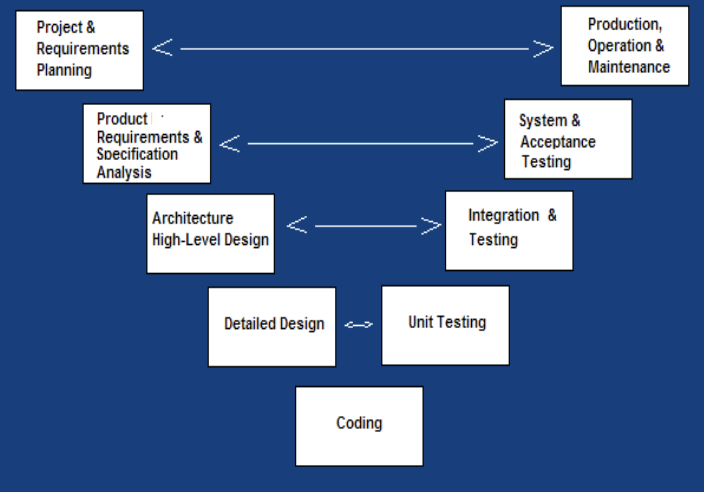 Project &
Requirements
Planning
Production,
Operation &
Maintenance
Product
Requirements &
Specification
Analysis
System &
Acceptance
Testing
Architecture
High-Level Design
Integration &
Testing
Detailed Design
Unit Testing
Coding